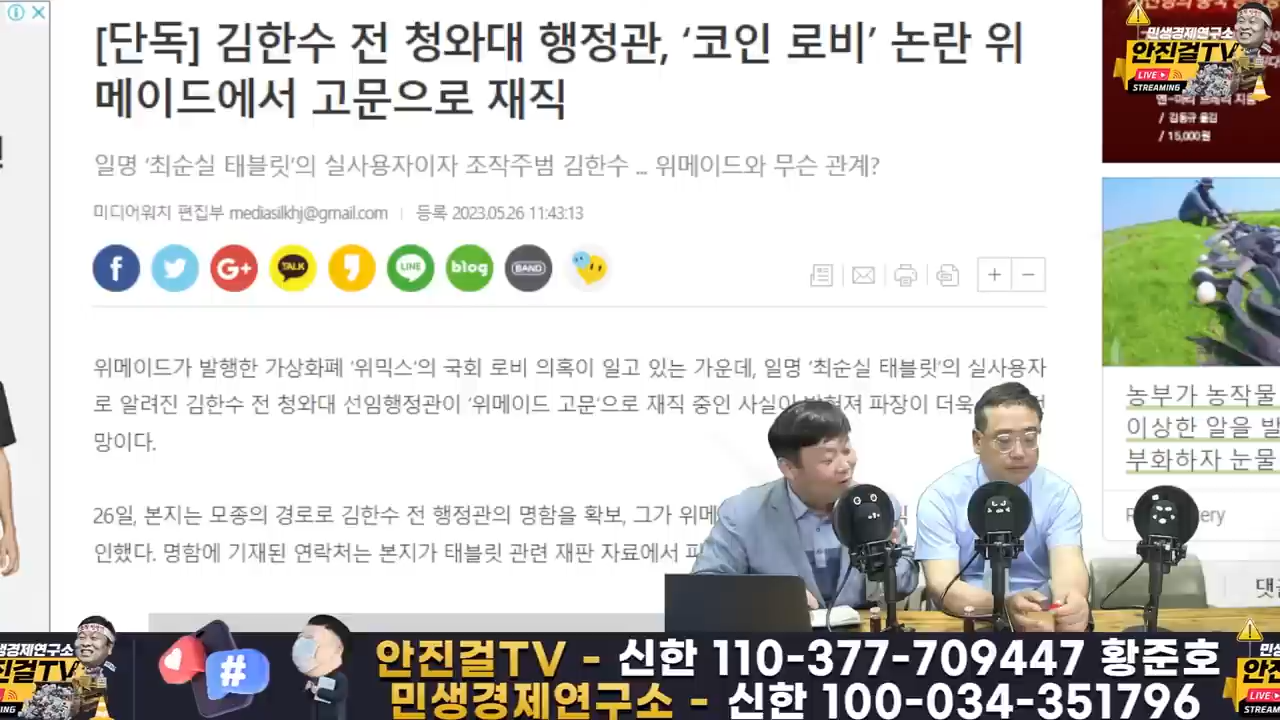 [단독] 김한수 전 청와대 행정관, ‘코인 로비’ 논란 위
메이드에서 고문으로 재직
일명 ‘최순실 태블릿’의 실사용자이자 조작주범 김한수 ... 위메이드와 무슨 관계?
미디어워치 편집부 mediasilkhj@gmail.com 등록 2023.05.26 11:43:13
f G+ TALK LINE blog BAND
+ −
위메이드가 발행한 가상화폐 ‘위믹스’의 국회 로비 의혹이 일고 있는 가운데, 일명 ‘최순실 태블릿’의 실사용자
로 알려진 김한수 전 청와대 선임행정관이 ‘위메이드 고문’으로 재직 중인 사실이 파장이 더욱
망이다.
26일, 본지는 모종의 경로로 김한수 전 행정관의 명함을 확보, 그가 위메
인했다. 명함에 기재된 연락처는 본지가 태블릿 관련 재판 자료에서
민생경제연구소
안진걸TV
LIVE
STREAMING
/ 김동규 옮김
/ 15,000원
농부가 농작물
이상한 알을 발
부화하자 눈물
댓글
안진걸TV - 신한 110-377-709447 황준호
민생경제연구소 - 신한 100-034-351796
#